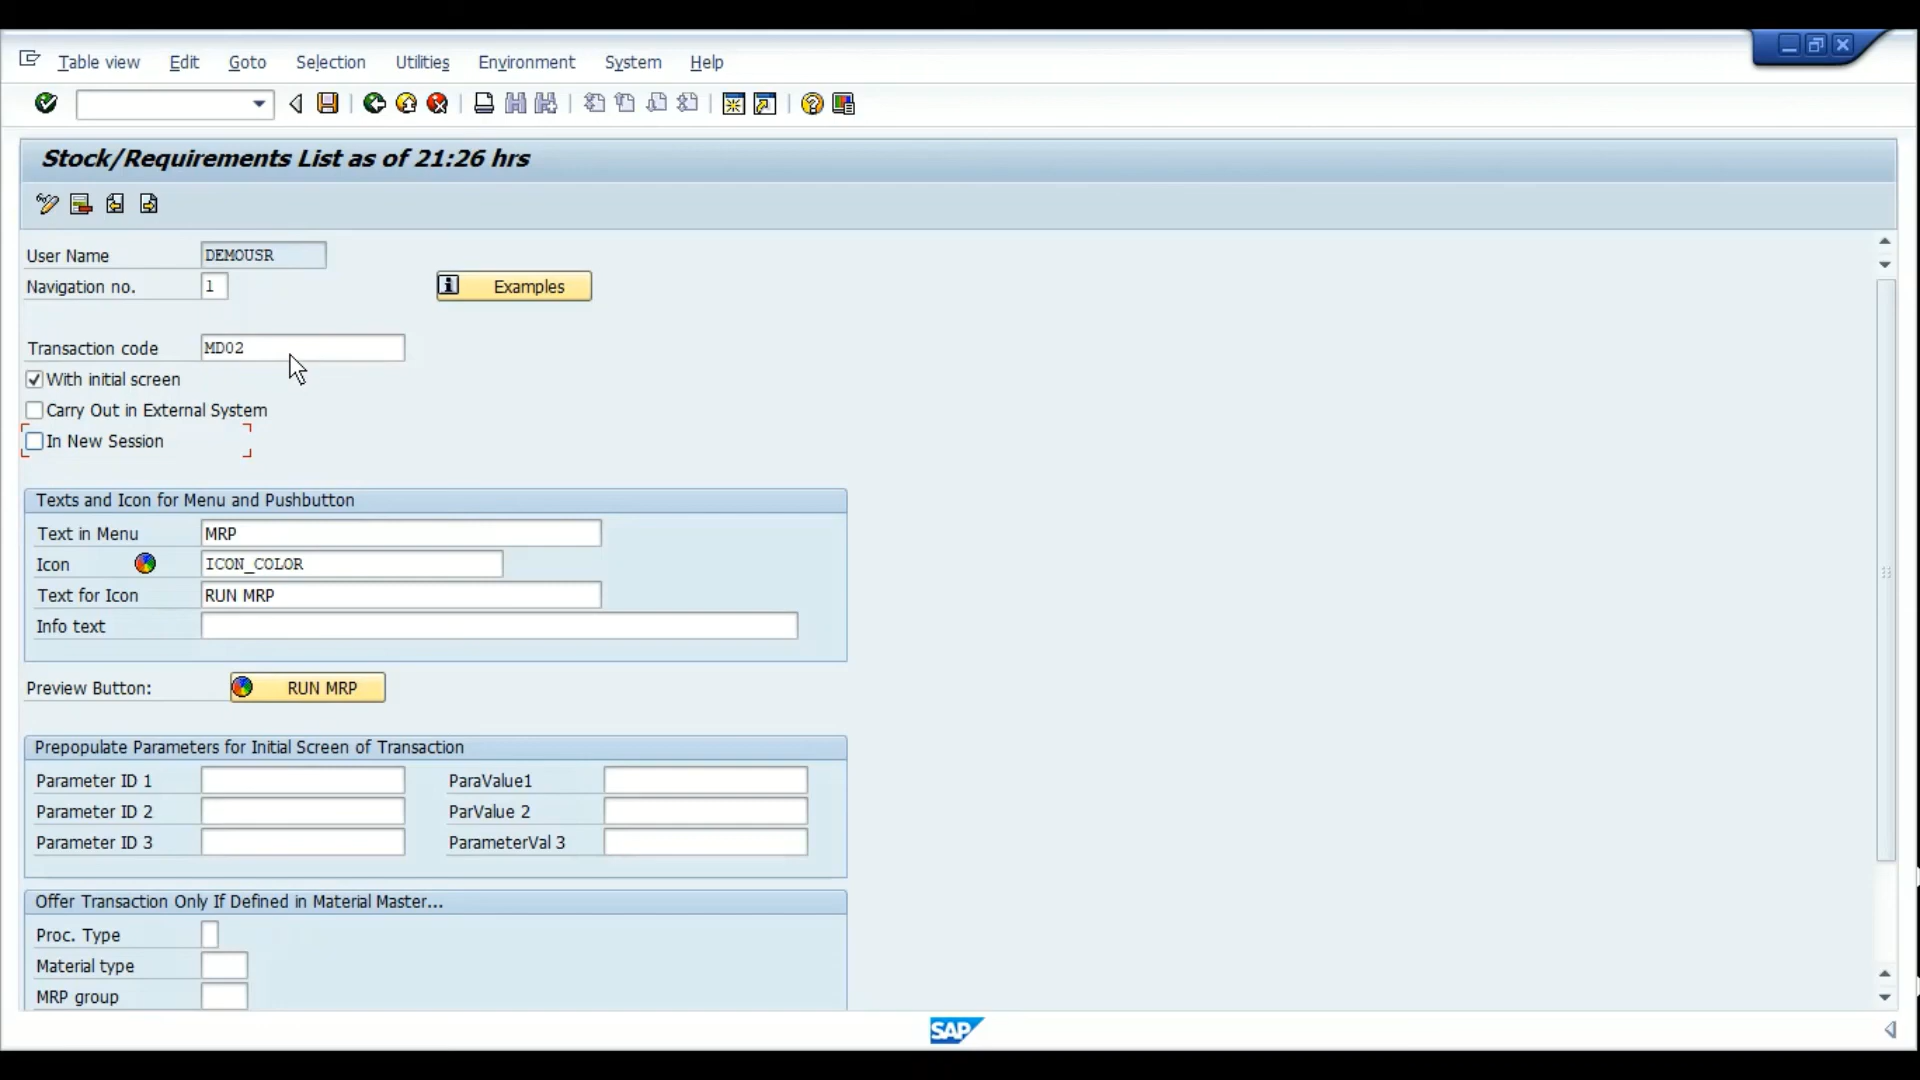 Table view Edit Goto Selection Utilities Environment System Help
Stock/Requirements List as of 21:26 hrs
User Name DEMOUSR
Navigation no. 1 Examples
Transaction code MD02
With initial screen
Carry Out in External System
In New Session
Texts and Icon for Menu and Pushbutton
Text in Menu MRP
Icon ICON_COLOR
Text for Icon RUN MRP
Info text
Preview Button: RUN MRP
Prepopulate Parameters for Initial Screen of Transaction
Parameter ID 1 ParaValue1
Parameter ID 2 ParValue 2
Parameter ID 3 ParameterVal 3
Offer Transaction Only If Defined in Material Master...
Proc. Type
Material type
MRP group
SAP